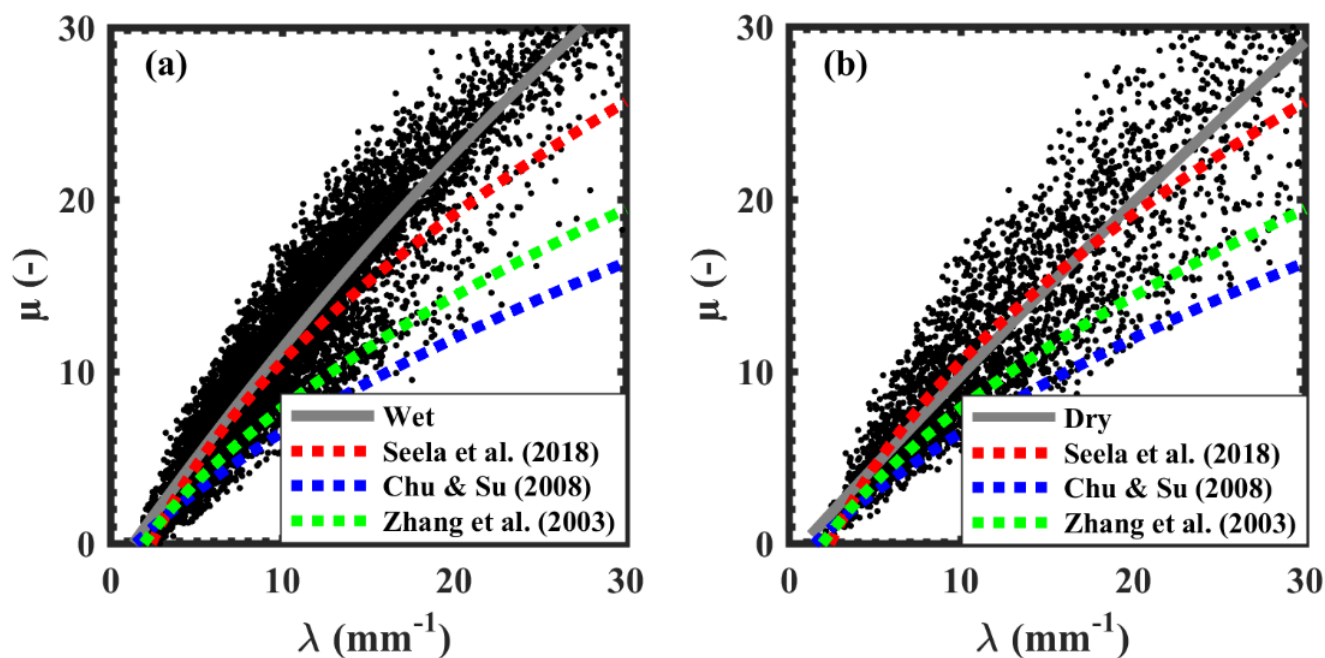 (a)
30
20
10
0
μ (-)
Wet
Seela et al. (2018)
Chu & Su (2008)
Zhang et al. (2003)
0 10 20 30
λ (mm⁻¹)
(b)
30
20
10
0
μ (-)
Dry
Seela et al. (2018)
Chu & Su (2008)
Zhang et al. (2003)
0 10 20 30
λ (mm⁻¹)